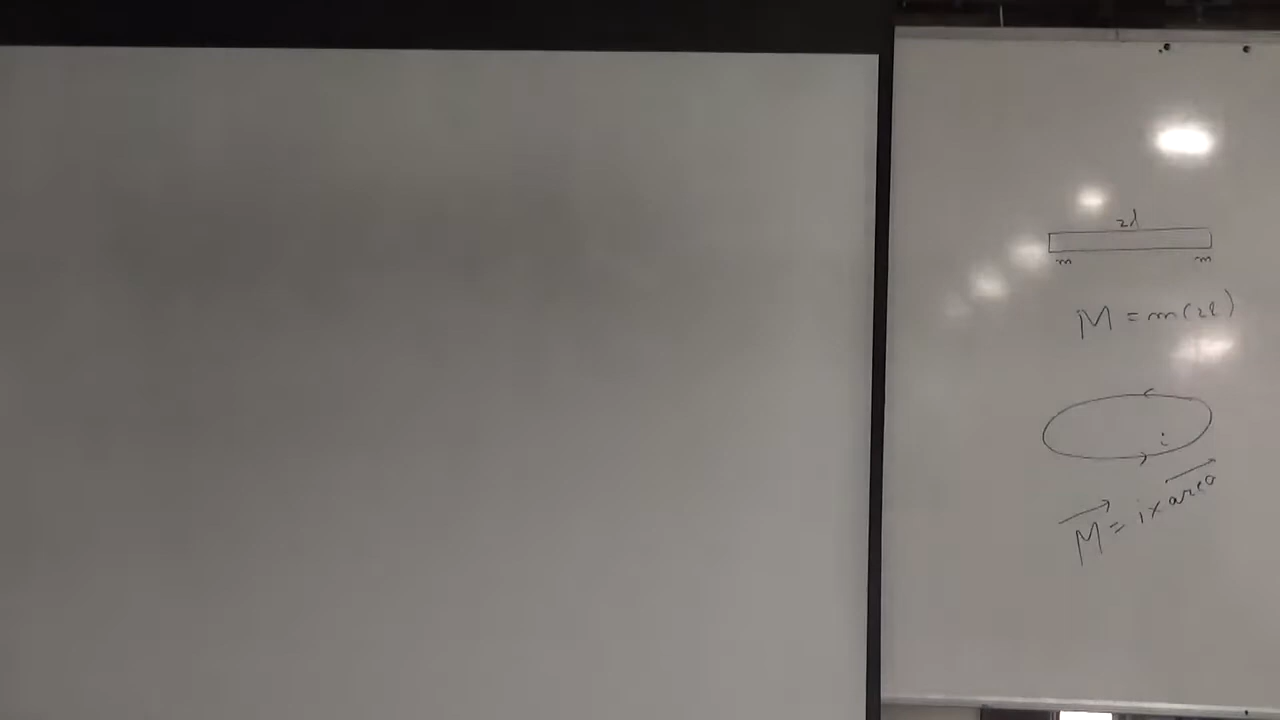 2l
m m
M = m(2l)
i
M = i × area